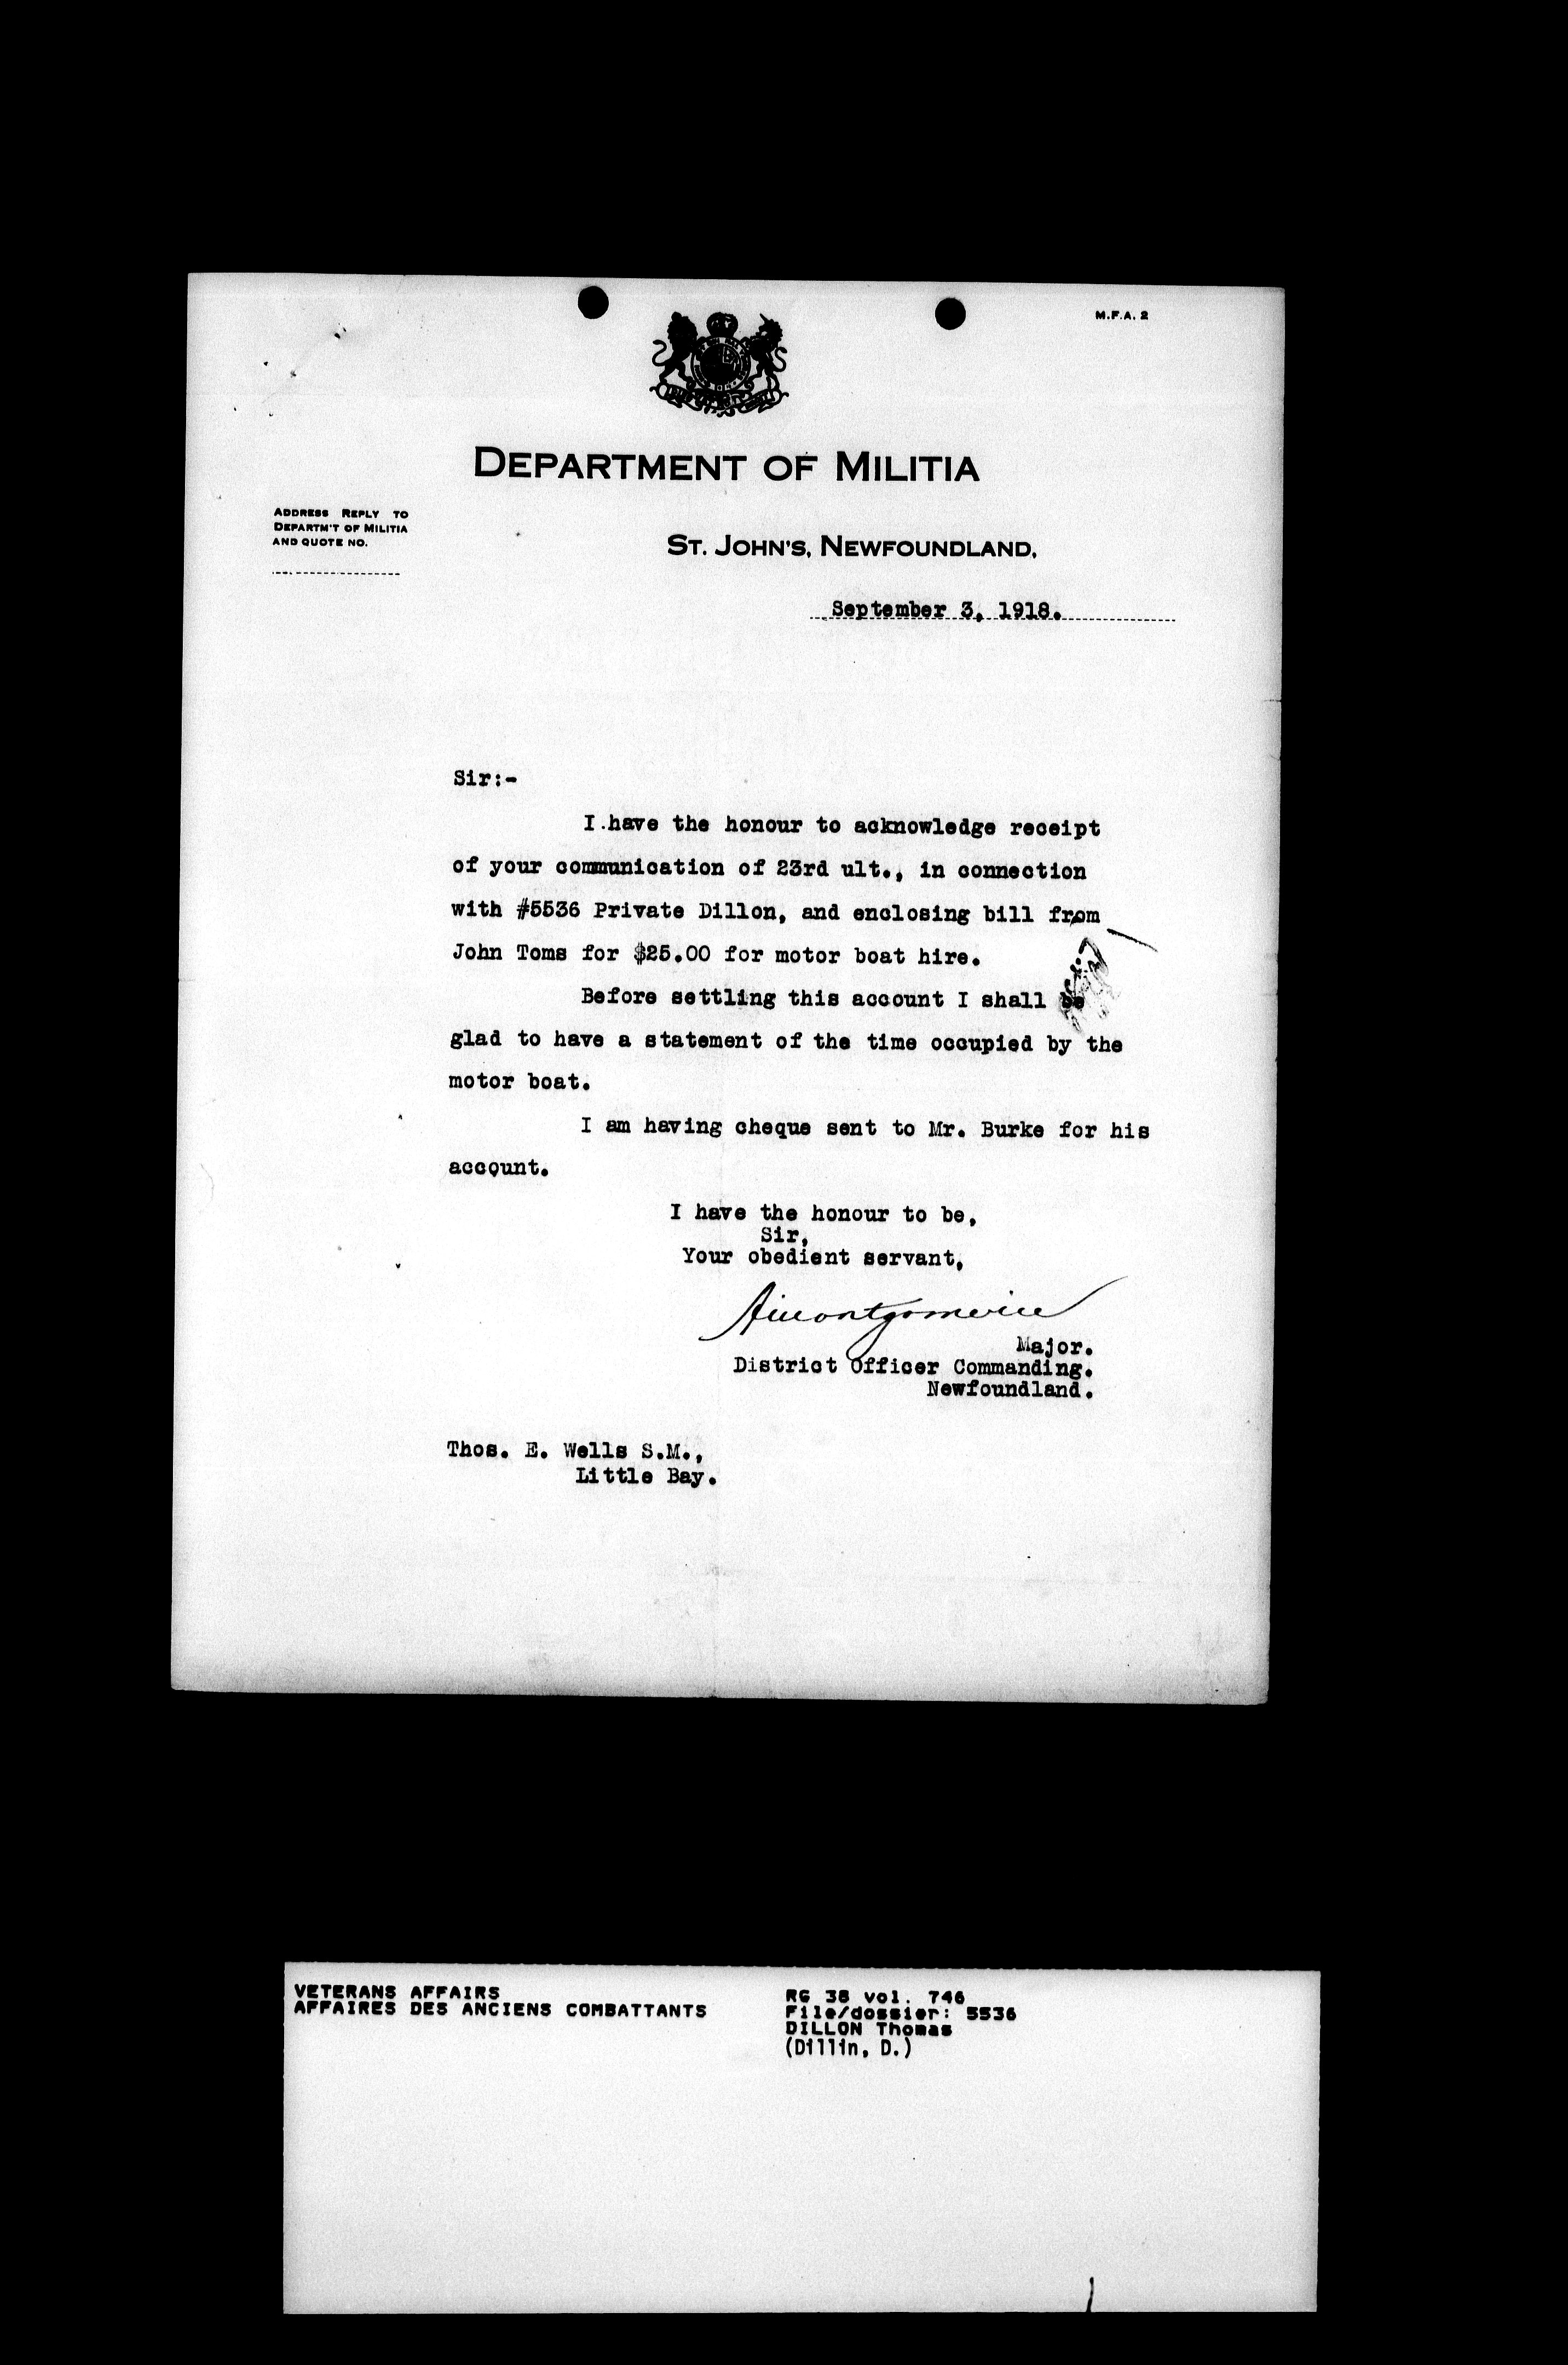 M.F.A. 2
DEPARTMENT OF MILITIA
ADDRESS REPLY TO
DEPARTM'T OF MILITIA
AND QUOTE NO.
ST. JOHN'S, NEWFOUNDLAND,
September 3, 1918.
Sir:-
I have the honour to acknowledge receipt
of your communication of 23rd ult., in connection
with #5536 Private Dillon, and enclosing bill from
John Toms for $25.00 for motor boat hire.
Before settling this account I shall be
glad to have a statement of the time occupied by the
motor boat.
I am having cheque sent to Mr. Burke for his
account.
I have the honour to be,
Sir,
Your obedient servant,
Major.
District Officer Commanding.
Newfoundland.
Thos. E. Wells S.M.,
Little Bay.
VETERANS AFFAIRS
AFFAIRES DES ANCIENS COMBATTANTS
RG 38 vol. 746
File/dossier: 5536
DILLON Thomas
(Dillin, D.)